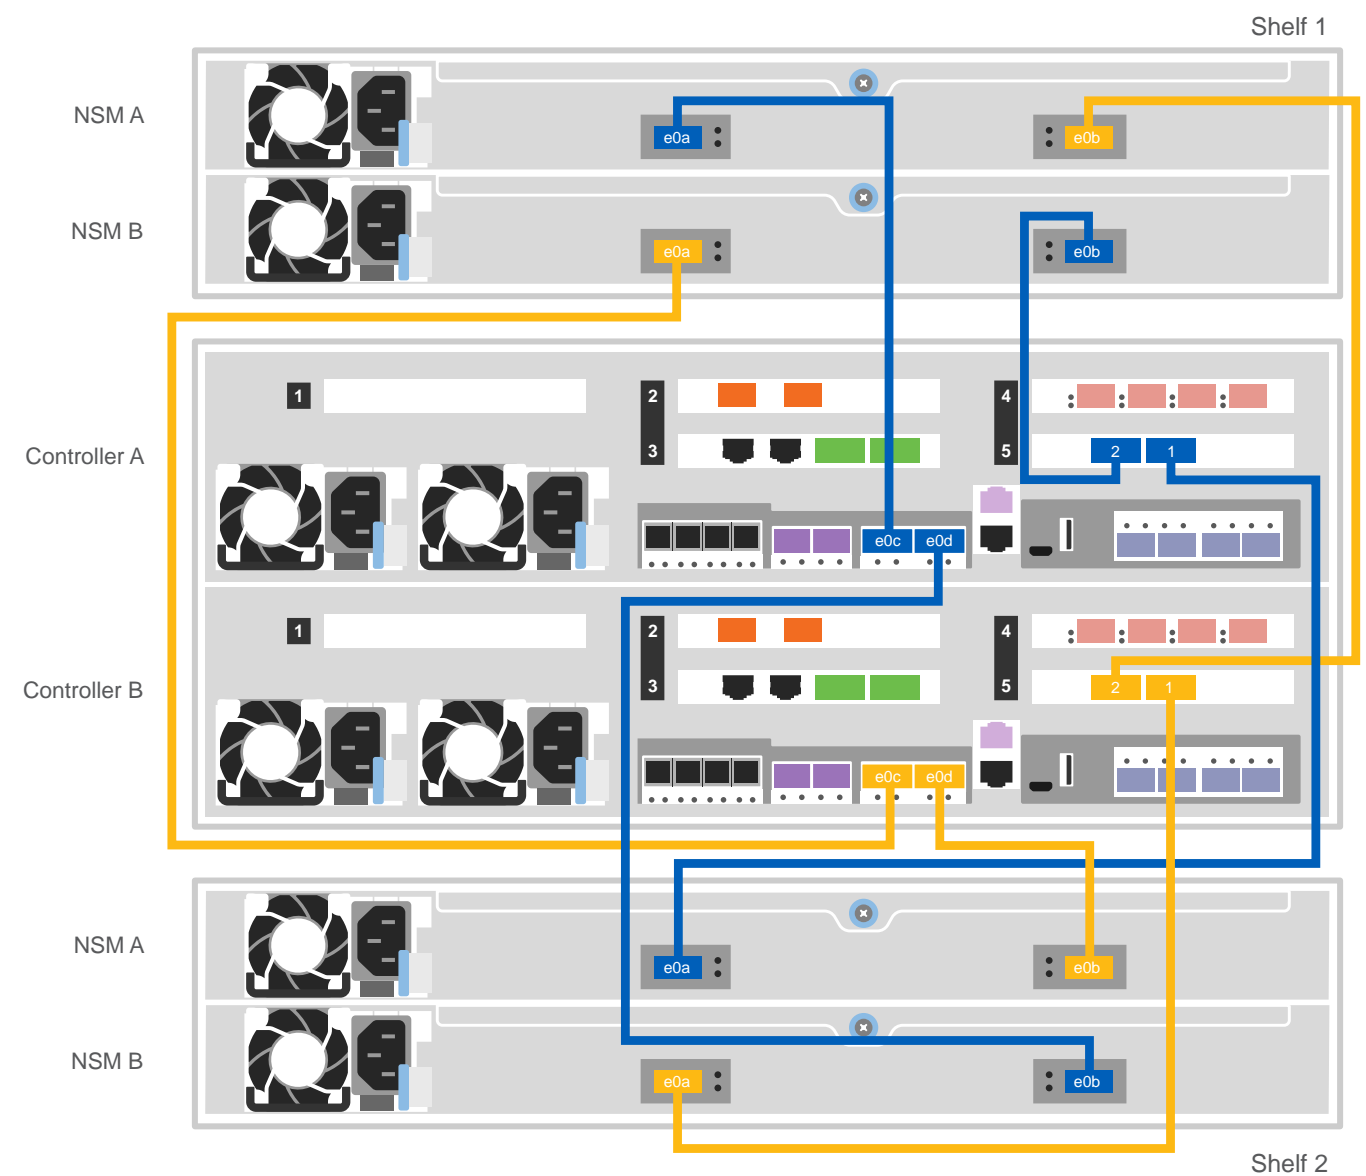 Shelf 1
NSM A
e0a
e0b
NSM B
e0a
e0b
1
2
4
Controller A
3
5
2 1
e0c e0d
1
2
4
Controller B
3
5
2 1
e0c e0d
NSM A
e0a
e0b
NSM B
e0a
e0b
Shelf 2